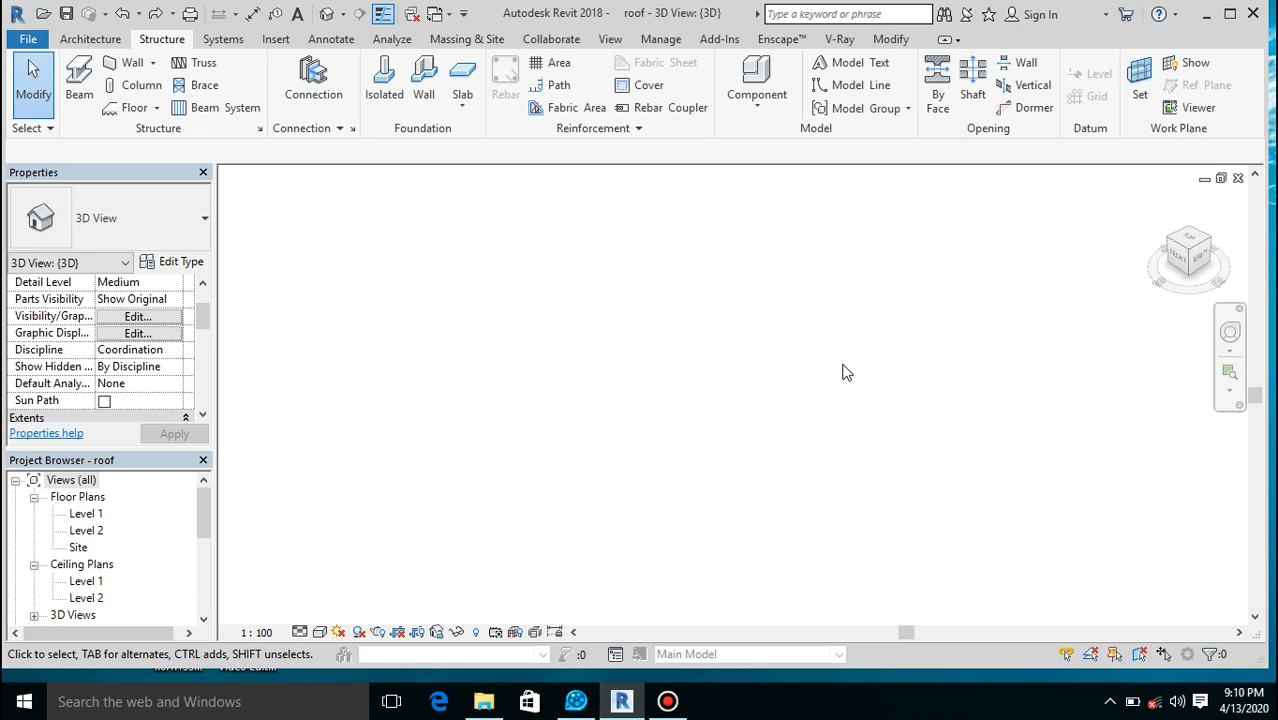 Autodesk Revit 2018 - roof - 3D View: {3D} Type a keyword or phrase Sign In
File Architecture Structure Systems Insert Annotate Analyze Massing & Site Collaborate View Manage Add-Ins Enscape™ V-Ray Modify
Wall Truss Area Fabric Sheet Model Text Wall Level Show
Column Brace Path Cover Model Line Vertical Grid Ref Plane
Modify Beam Connection Isolated Wall Slab Rebar Component By Face Shaft Set
Floor Beam System Fabric Area Rebar Coupler Model Group Dormer Viewer
Select Structure Connection Foundation Reinforcement Model Opening Datum Work Plane
Properties
3D View
3D View: {3D} Edit Type
Detail Level Medium
Parts Visibility Show Original
Visibility/Grap... Edit...
Graphic Displ... Edit...
Discipline Coordination
Show Hidden ... By Discipline
Default Analy... None
Sun Path
Extents
Properties help Apply
Project Browser - roof
Views (all)
Floor Plans
Level 1
Level 2
Site
Ceiling Plans
Level 1
Level 2
3D Views
TOP
FRONT
RIGHT
1 : 100
Click to select, TAB for alternates, CTRL adds, SHIFT unselects. :0 Main Model :0
Search the web and Windows
9:10 PM
4/13/2020